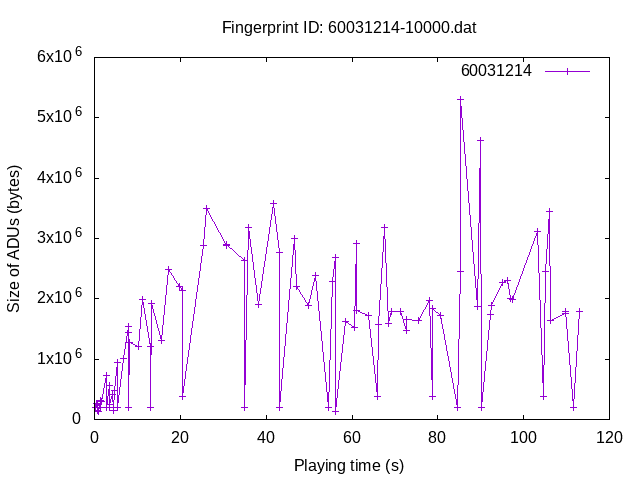 Fingerprint ID: 60031214-10000.dat
60031214
6x10^6
5x10^6
4x10^6
3x10^6
2x10^6
1x10^6
0
Size of ADUs (bytes)
0 20 40 60 80 100 120
Playing time (s)